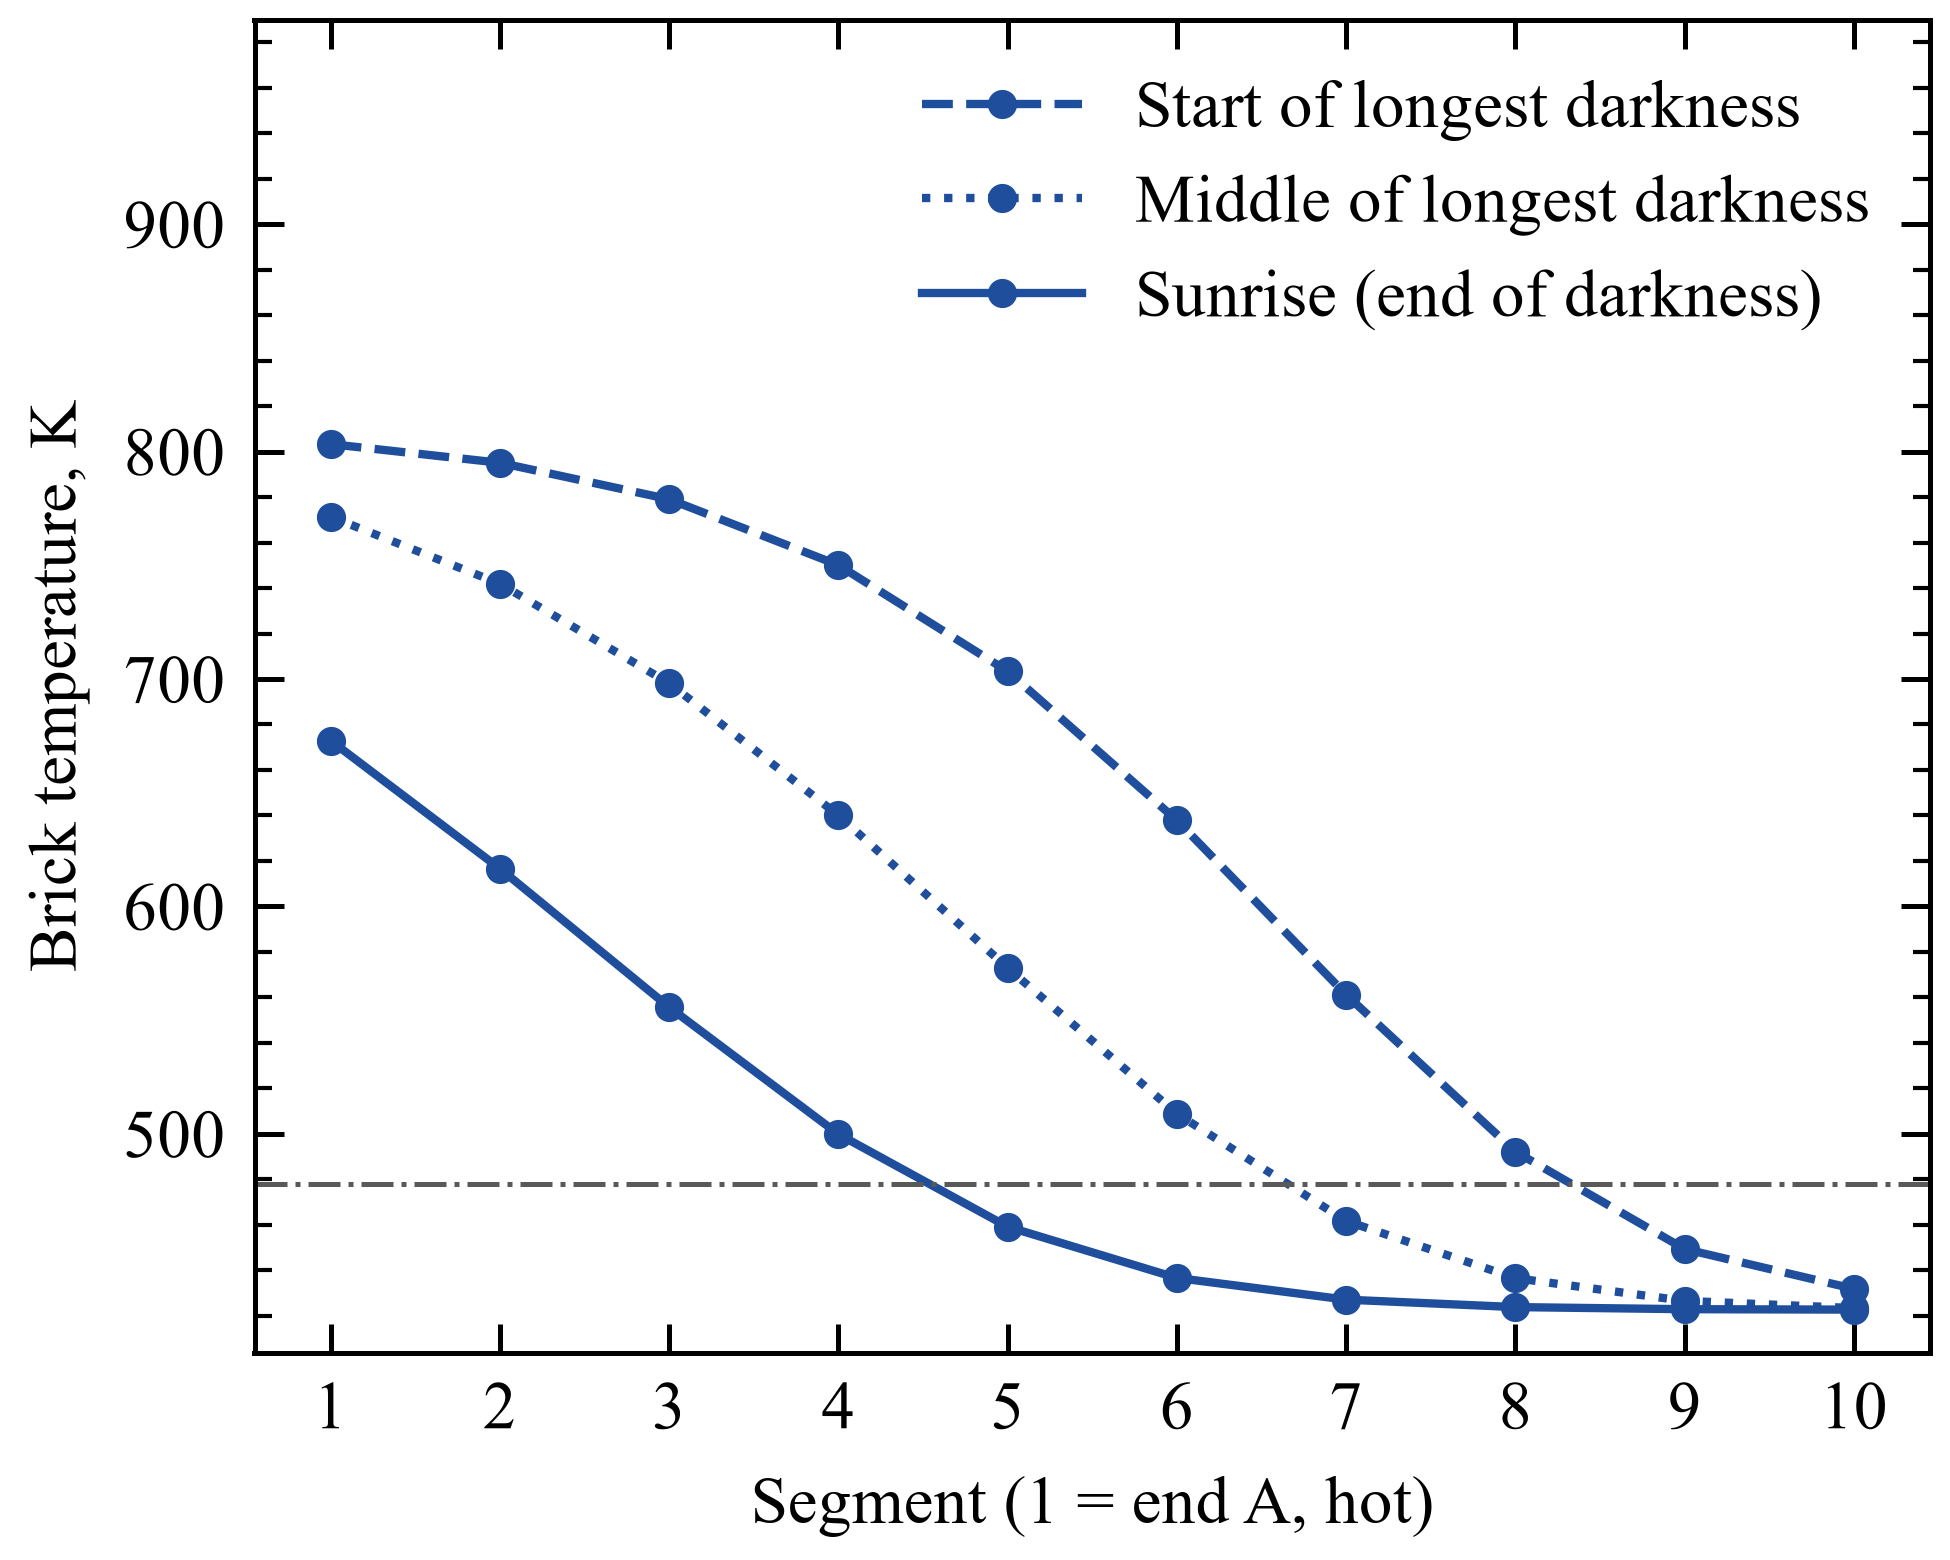 Start of longest darkness
Middle of longest darkness
Sunrise (end of darkness)
900
800
700
600
500
Brick temperature, K
1 2 3 4 5 6 7 8 9 10
Segment (1 = end A, hot)